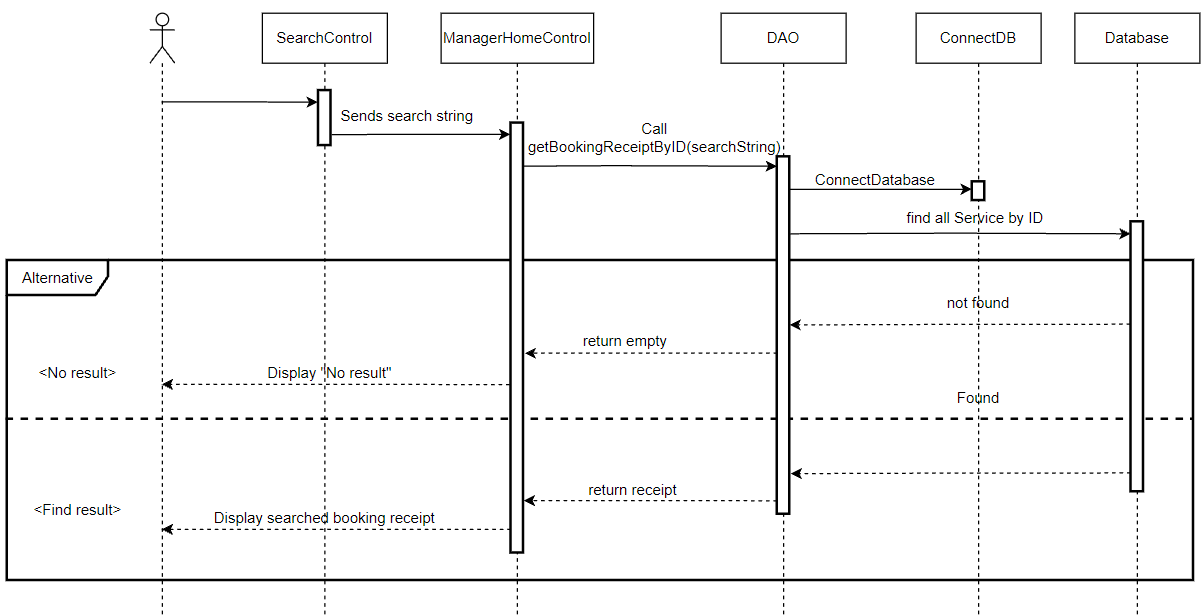 SearchControl
ManagerHomeControl
DAO
ConnectDB
Database
Sends search string
Call
getBookingReceiptByID(searchString)
ConnectDatabase
find all Service by ID
Alternative
not found
return empty
<No result>
Display "No result"
Found
return receipt
<Find result>
Display searched booking receipt